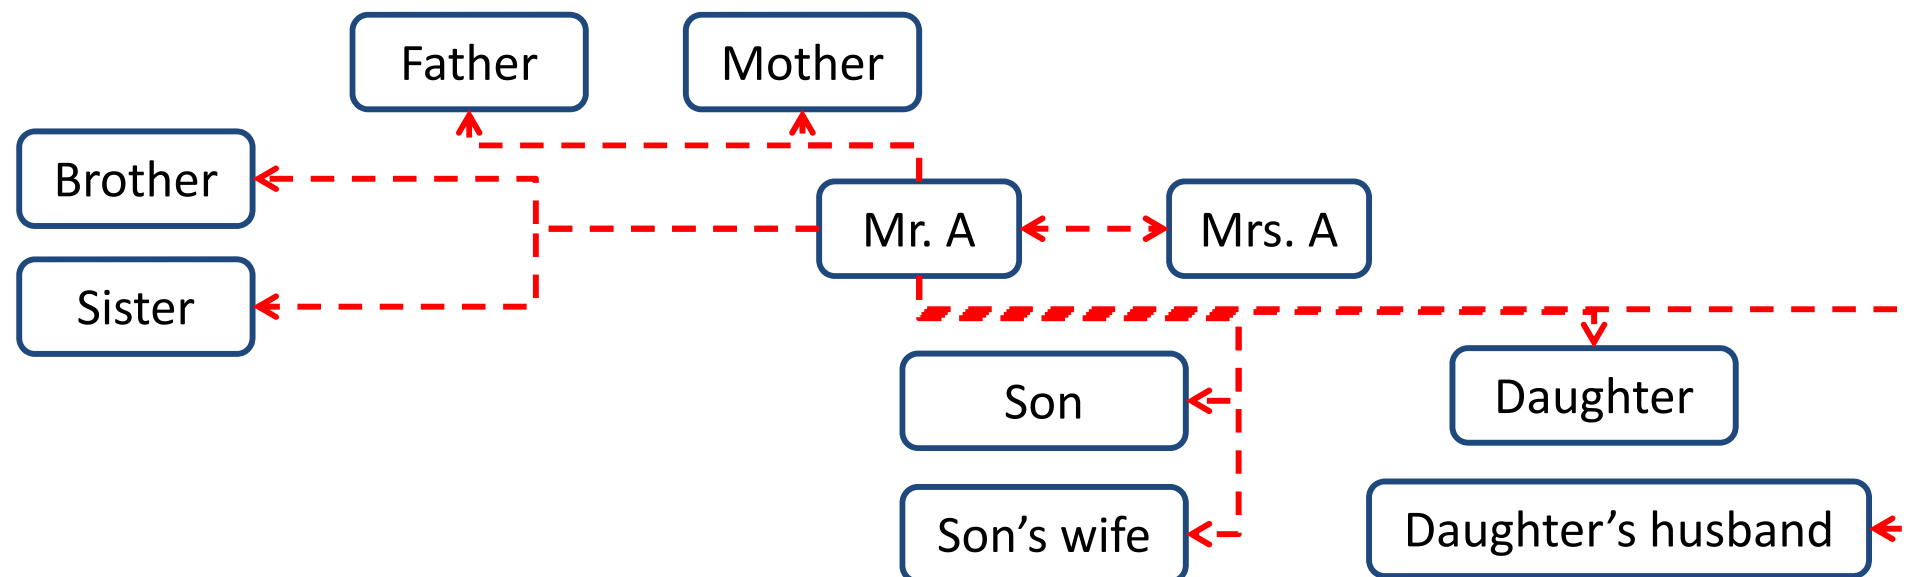 Father
Mother
Brother
Mr. A
Mrs. A
Sister
Son
Daughter
Son’s wife
Daughter’s husband